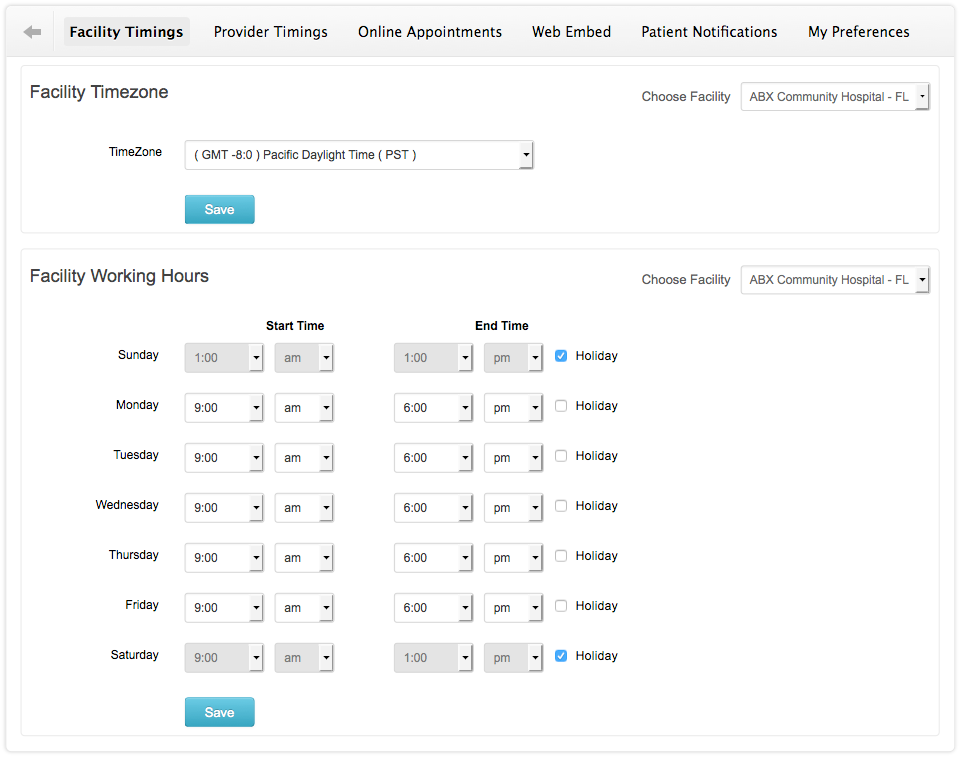 Facility Timings Provider Timings Online Appointments Web Embed Patient Notifications My Preferences
Facility Timezone Choose Facility ABX Community Hospital - FL
TimeZone ( GMT -8:0 ) Pacific Daylight Time ( PST )
Save
Facility Working Hours Choose Facility ABX Community Hospital - FL
Start Time End Time
Sunday 1:00 am 1:00 pm Holiday
Monday 9:00 am 6:00 pm Holiday
Tuesday 9:00 am 6:00 pm Holiday
Wednesday 9:00 am 6:00 pm Holiday
Thursday 9:00 am 6:00 pm Holiday
Friday 9:00 am 6:00 pm Holiday
Saturday 9:00 am 1:00 pm Holiday
Save